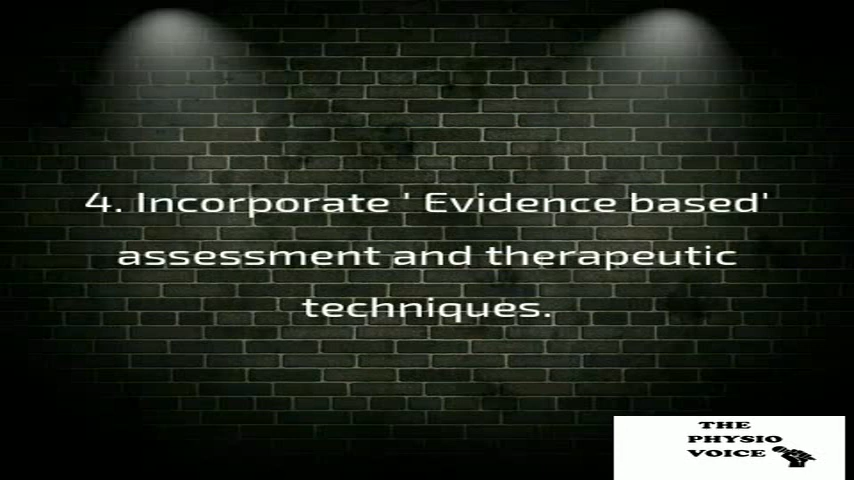 4. Incorporate ' Evidence based'
assessment and therapeutic
techniques.
THE
PHYSIO
VOICE